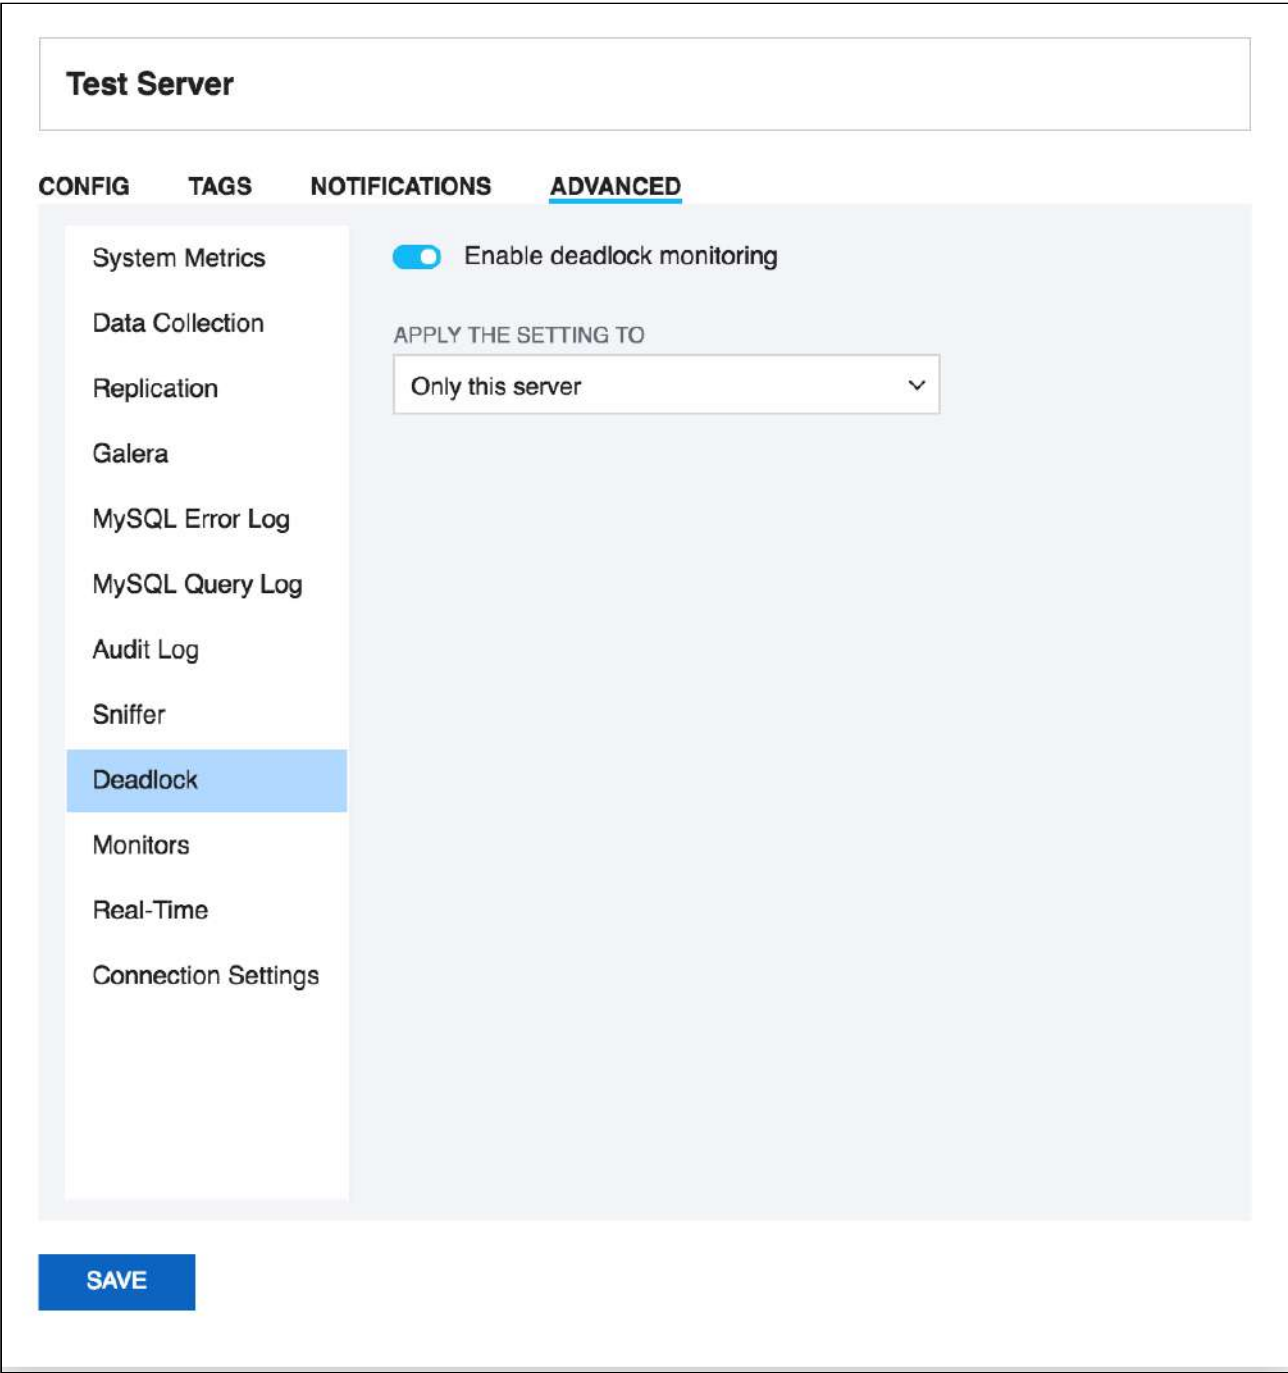 Test Server
CONFIG TAGS NOTIFICATIONS ADVANCED
System Metrics
Data Collection
Replication
Galera
MySQL Error Log
MySQL Query Log
Audit Log
Sniffer
Deadlock
Monitors
Real-Time
Connection Settings
Enable deadlock monitoring
APPLY THE SETTING TO
Only this server
SAVE